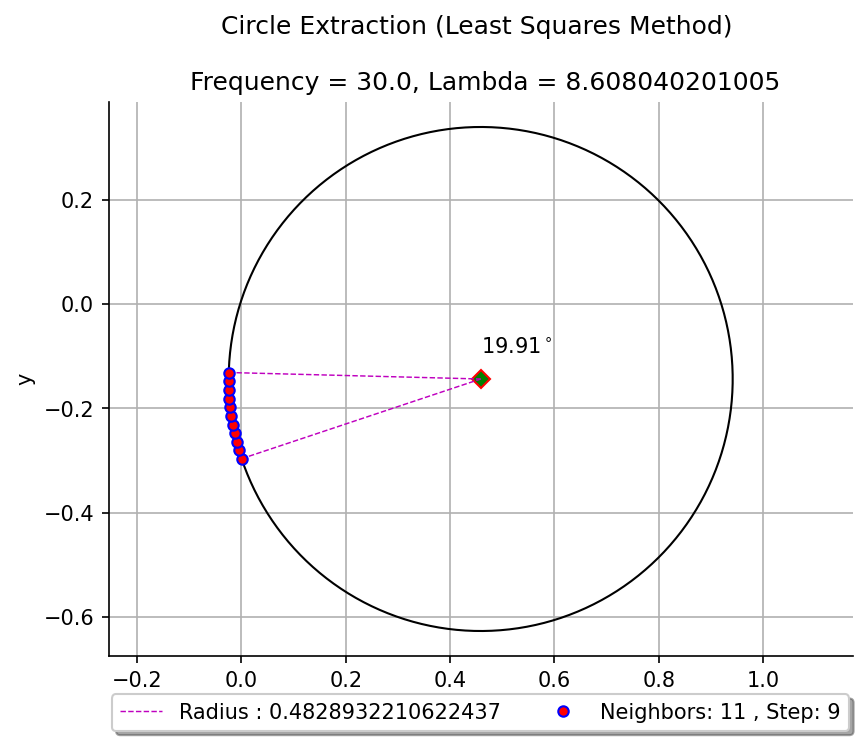 Circle Extraction (Least Squares Method)
Frequency = 30.0, Lambda = 8.608040201005
0.2
0.0
−0.2
−0.4
−0.6
y
19.91°
−0.2 0.0 0.2 0.4 0.6 0.8 1.0
Radius : 0.4828932210622437 Neighbors: 11 , Step: 9